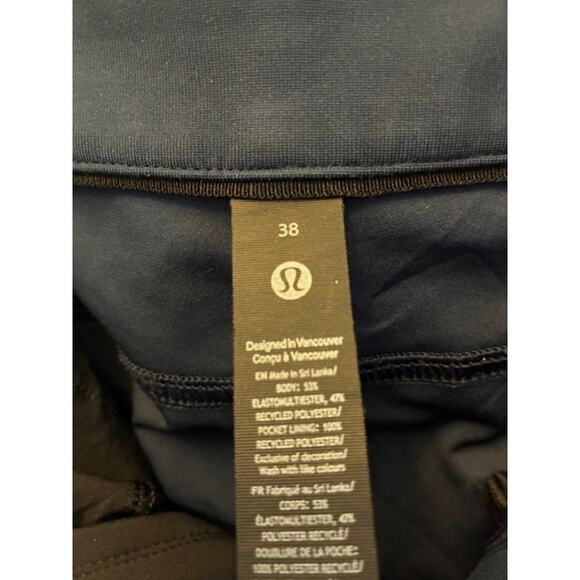 38
Designed in Vancouver
Conçu à Vancouver
EN Made in Sri Lanka/
BODY: 53%
ELASTOMULTIESTER, 47%
RECYCLED POLYESTER/
POCKET LINING: 100%
RECYCLED POLYESTER/
Exclusive of decoration/
Wash with like colours
FR Fabriqué au Sri Lanka/
CORPS: 53%
ÉLASTOMULTIESTER, 47%
POLYESTER RECYCLÉ/
DOUBLURE DE LA POCHE:
100% POLYESTER RECYCLÉ/